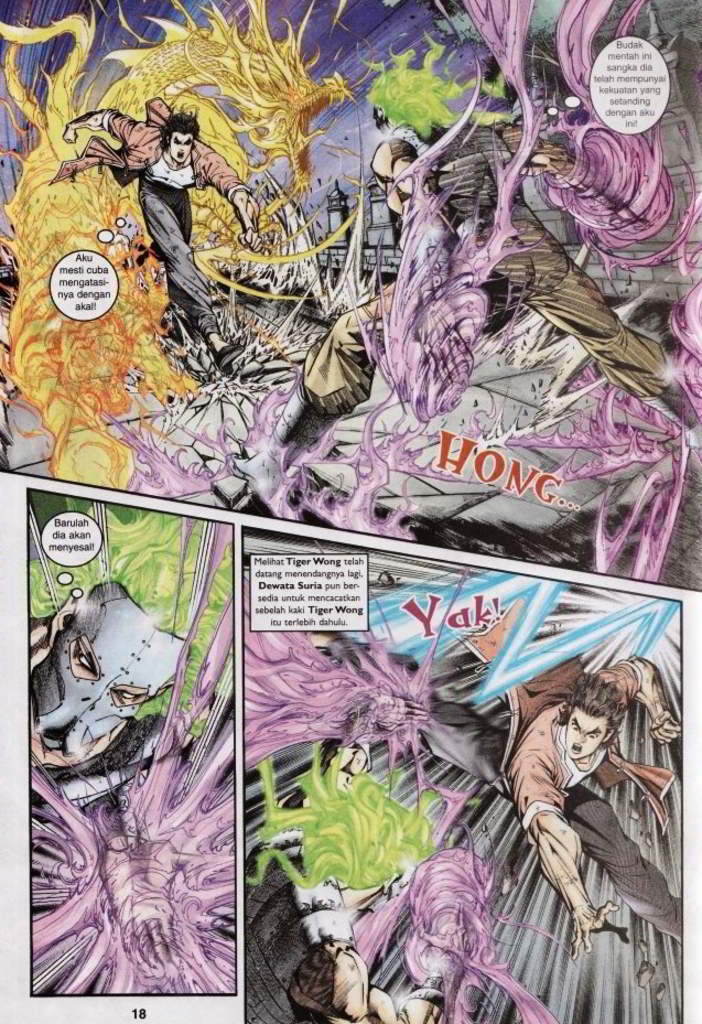 Budak
mentah ini
sangka dia
telah mempunyai
kekuatan yang
setanding
dengan aku
ini!
Aku
mesti cuba
mengatasi-
nya dengan
akal!
HONG...
Barulah
dia akan
menyesal!
Melihat Tiger Wong telah
datang menendangnya lagi,
Dewata Suria pun ber-
sedia untuk mencacatkan
sebelah kaki Tiger Wong
itu terlebih dahulu.
Yak!
18